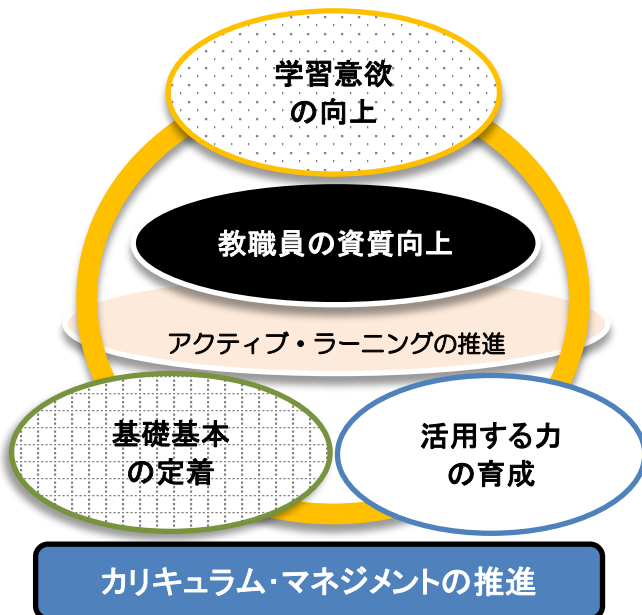 学習意欲
の向上
教職員の資質向上
アクティブ・ラーニングの推進
基礎基本
の定着
活用する力
の育成
カリキュラム･マネジメントの推進